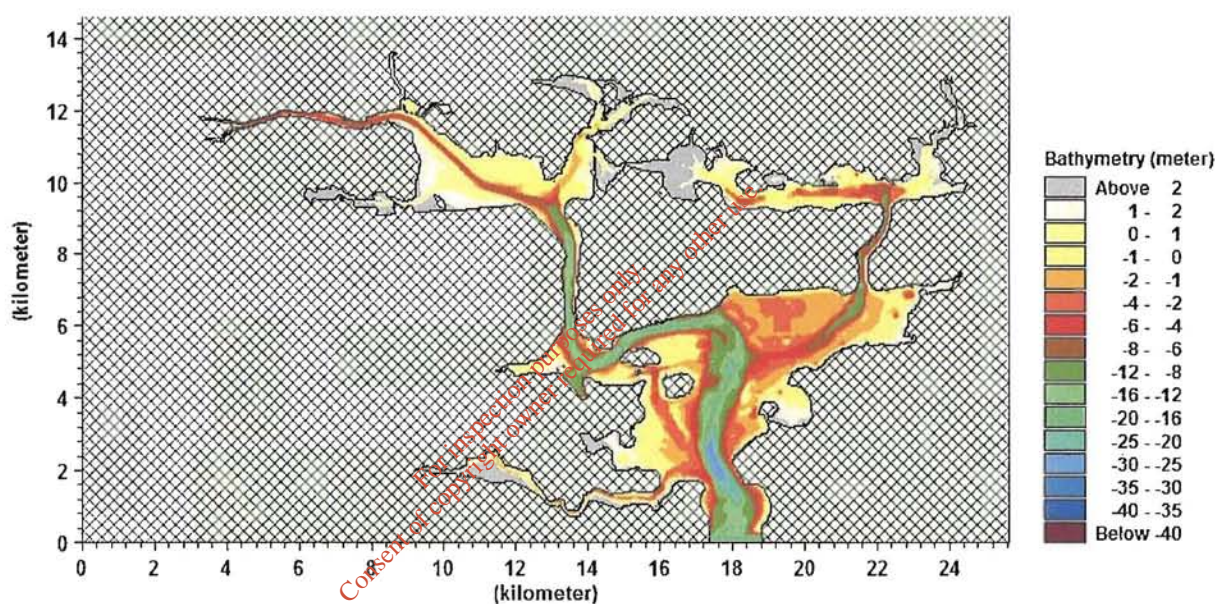 14
12
10
8
6
4
2
0
(kilometer)
0 2 4 6 8 10 12 14 16 18 20 22 24
(kilometer)
For inspection purposes only.
Consent of copyright owner required for any other use.
Bathymetry (meter)
Above 2
1 - 2
0 - 1
-1 - 0
-2 - -1
-4 - -2
-6 - -4
-8 - -6
-12 - -8
-16 - -12
-20 - -16
-25 - -20
-30 - -25
-35 - -30
-40 - -35
Below -40